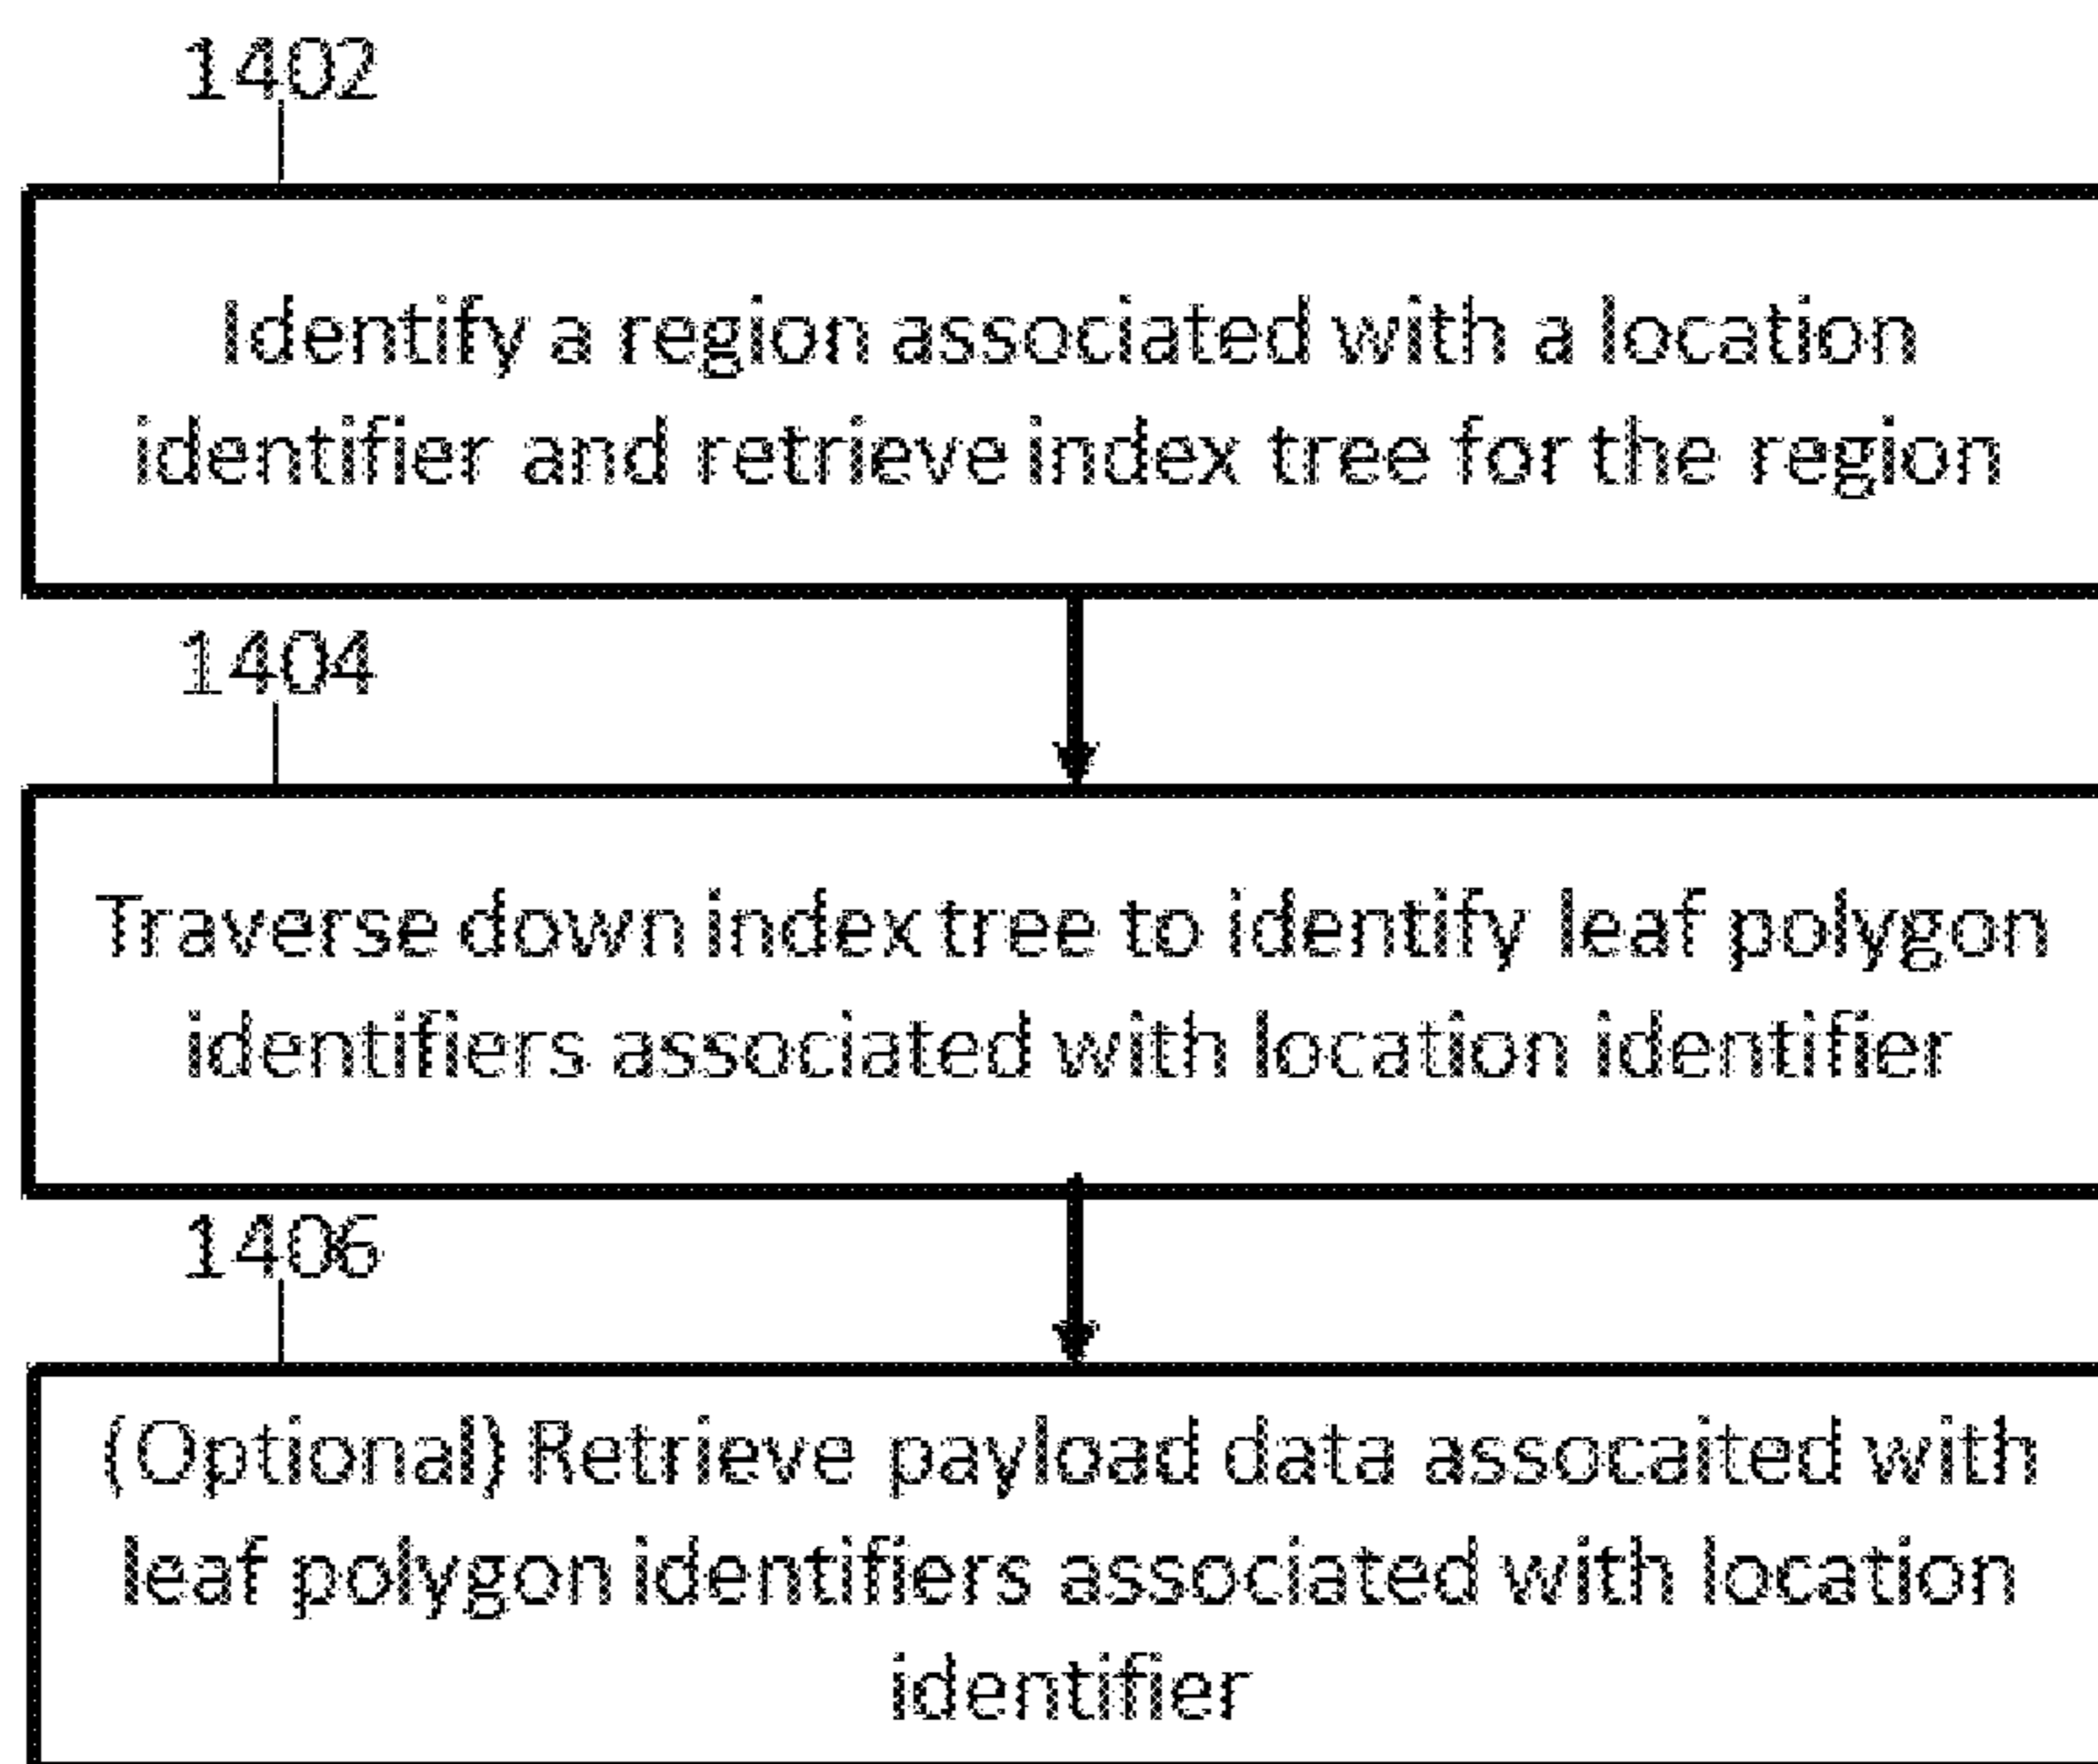 1402
Identify a region associated with a location
identifier and retrieve index tree for the region
1404
Traverse down index tree to identify leaf polygon
identifiers associated with location identifier
1406
(Optional) Retrieve payload data assocaited with
leaf polygon identifiers associated with location
identifier